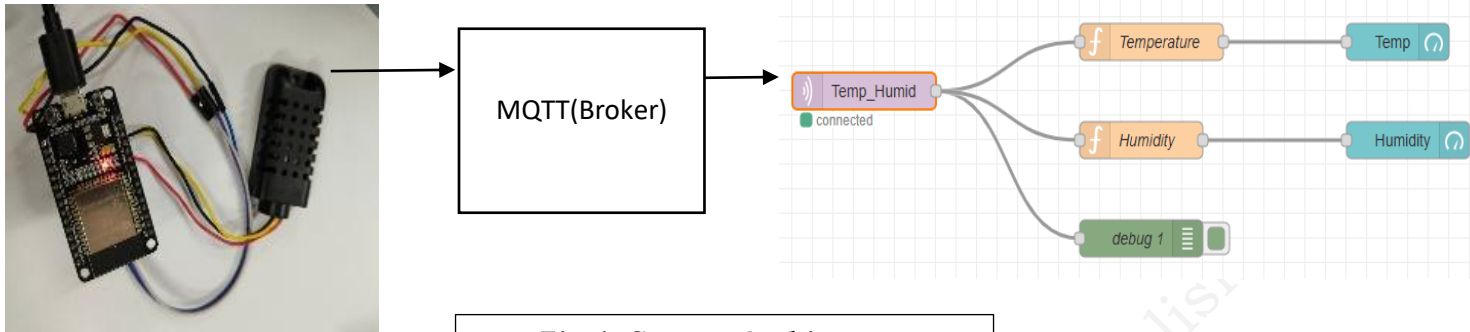 MQTT(Broker)
Temp_Humid
connected
Temperature
Temp
Humidity
Humidity
debug 1